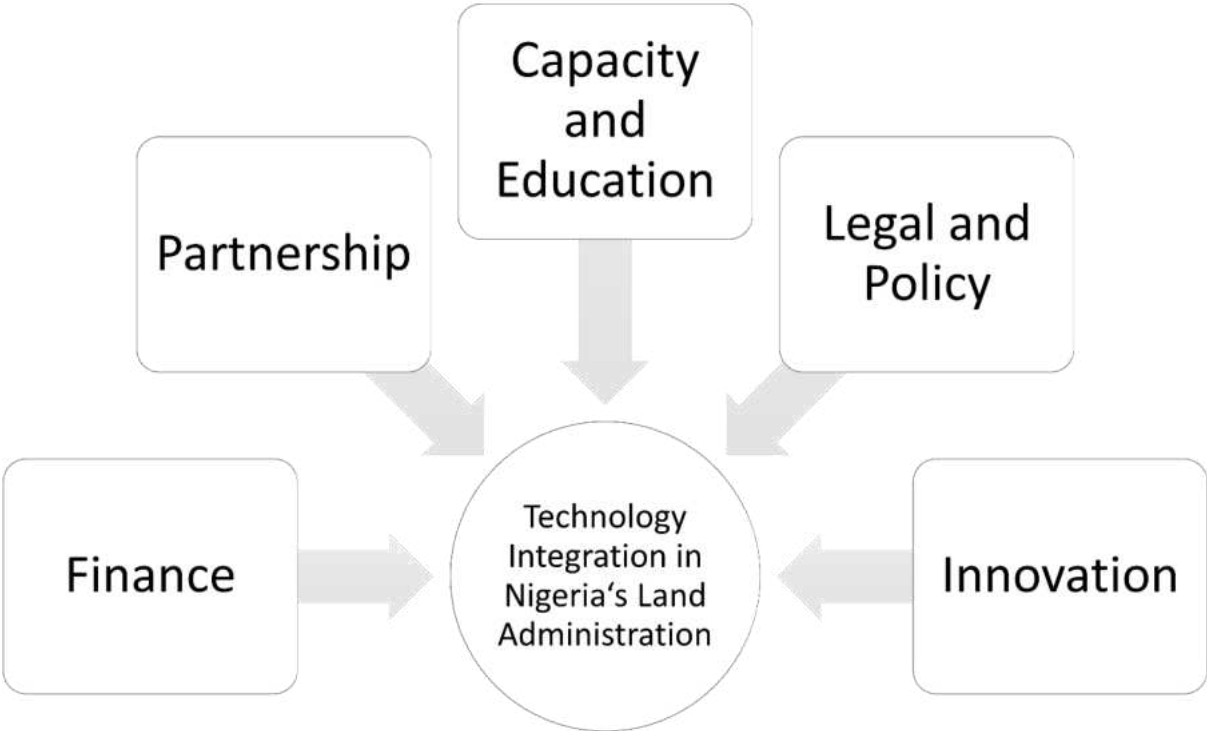 Capacity
and
Education
Partnership
Legal and
Policy
Finance
Technology
Integration in
Nigeria‘s Land
Administration
Innovation